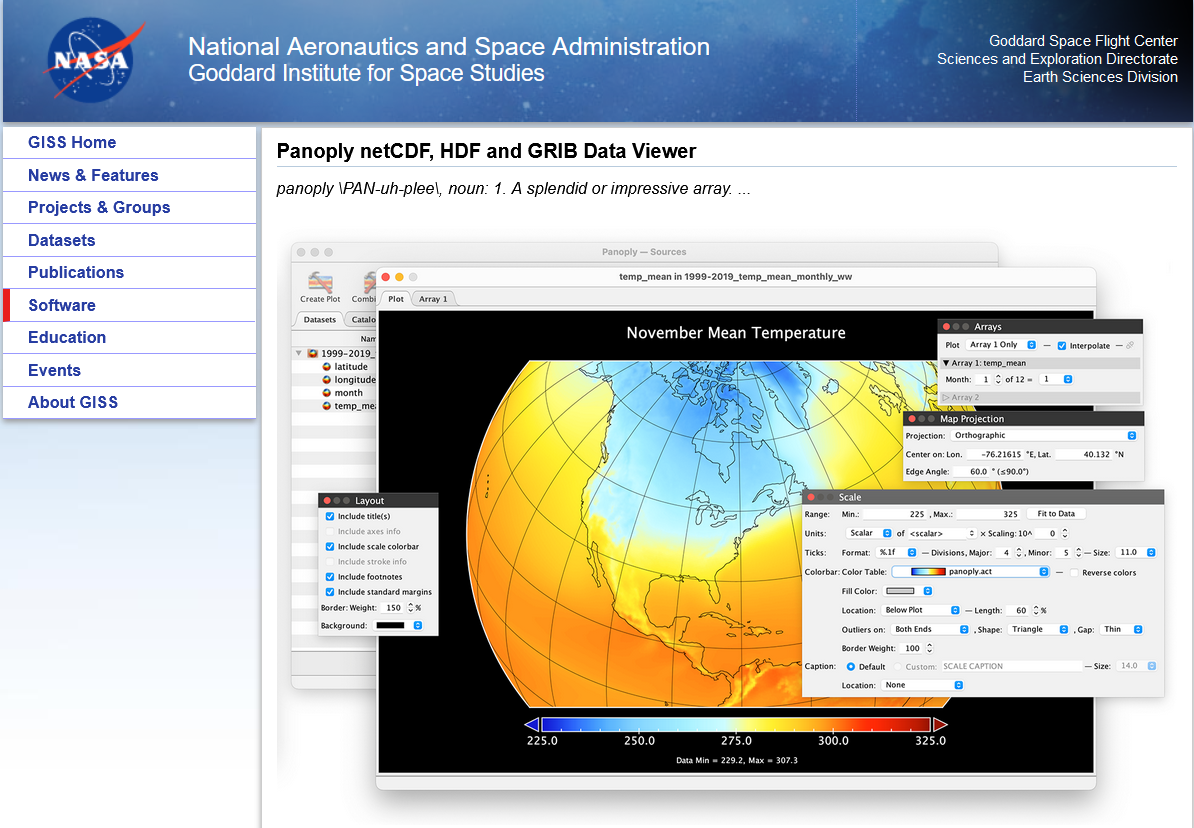 NASA
National Aeronautics and Space Administration
Goddard Institute for Space Studies
Goddard Space Flight Center
Sciences and Exploration Directorate
Earth Sciences Division
GISS Home
News & Features
Projects & Groups
Datasets
Publications
Software
Education
Events
About GISS
Panoply netCDF, HDF and GRIB Data Viewer
panoply \PAN-uh-plee\, noun: 1. A splendid or impressive array. ...
Panoply — Sources
Create Plot Combi
Datasets Catalo
Nam
1999-2019_
latitude
longitude
month
temp_mea
temp_mean in 1999-2019_temp_mean_monthly_ww
Plot Array 1
November Mean Temperature
225.0 250.0 275.0 300.0 325.0
Data Min = 229.2, Max = 307.3
Arrays
Plot Array 1 Only — Interpolate —
Array 1: temp_mean
Month: 1 of 12 = 1
Array 2
Map Projection
Projection: Orthographic
Center on: Lon. -76.21615 °E, Lat. 40.132 °N
Edge Angle: 60.0 ° (≤90.0°)
Layout
Include title(s)
Include axes info
Include scale colorbar
Include stroke info
Include footnotes
Include standard margins
Border: Weight: 150 %
Background:
Scale
Range: Min.: 225 , Max.: 325 Fit to Data
Units: Scalar of <scalar> × Scaling: 10^ 0
Ticks: Format: %.1f — Divisions, Major: 4 , Minor: 5 — Size: 11.0
Colorbar: Color Table: panoply.act — Reverse colors
Fill Color:
Location: Below Plot — Length: 60 %
Outliers on: Both Ends , Shape: Triangle , Gap: Thin
Border Weight: 100
Caption: Default Custom: SCALE CAPTION — Size: 14.0
Location: None